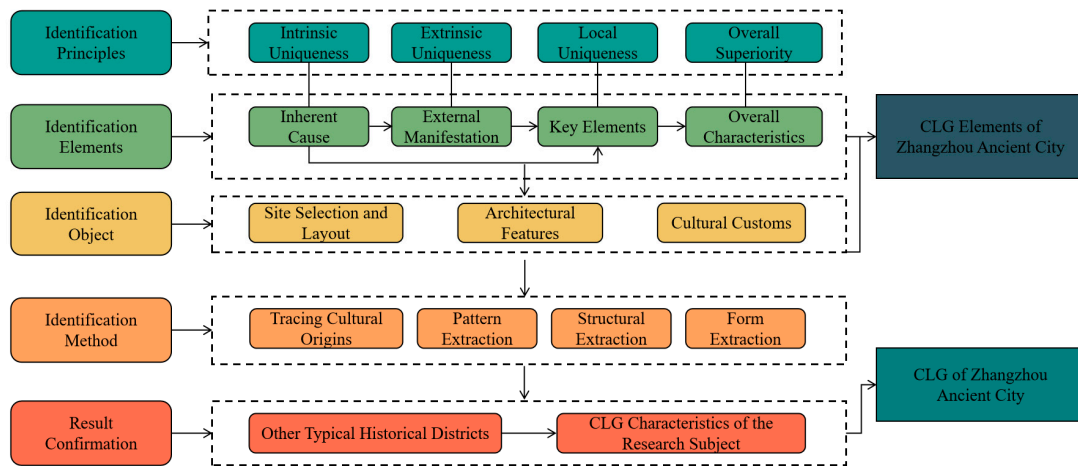 Identification
Principles
Intrinsic
Uniqueness
Extrinsic
Uniqueness
Local
Uniqueness
Overall
Superiority
Identification
Elements
Inherent
Cause
External
Manifestation
Key Elements
Overall
Characteristics
CLG Elements of
Zhangzhou Ancient City
Identification
Object
Site Selection and
Layout
Architectural
Features
Cultural Customs
Identification
Method
Tracing Cultural
Origins
Pattern
Extraction
Structural
Extraction
Form
Extraction
CLG of Zhangzhou
Ancient City
Result
Confirmation
Other Typical Historical Districts
CLG Characteristics of the
Research Subject